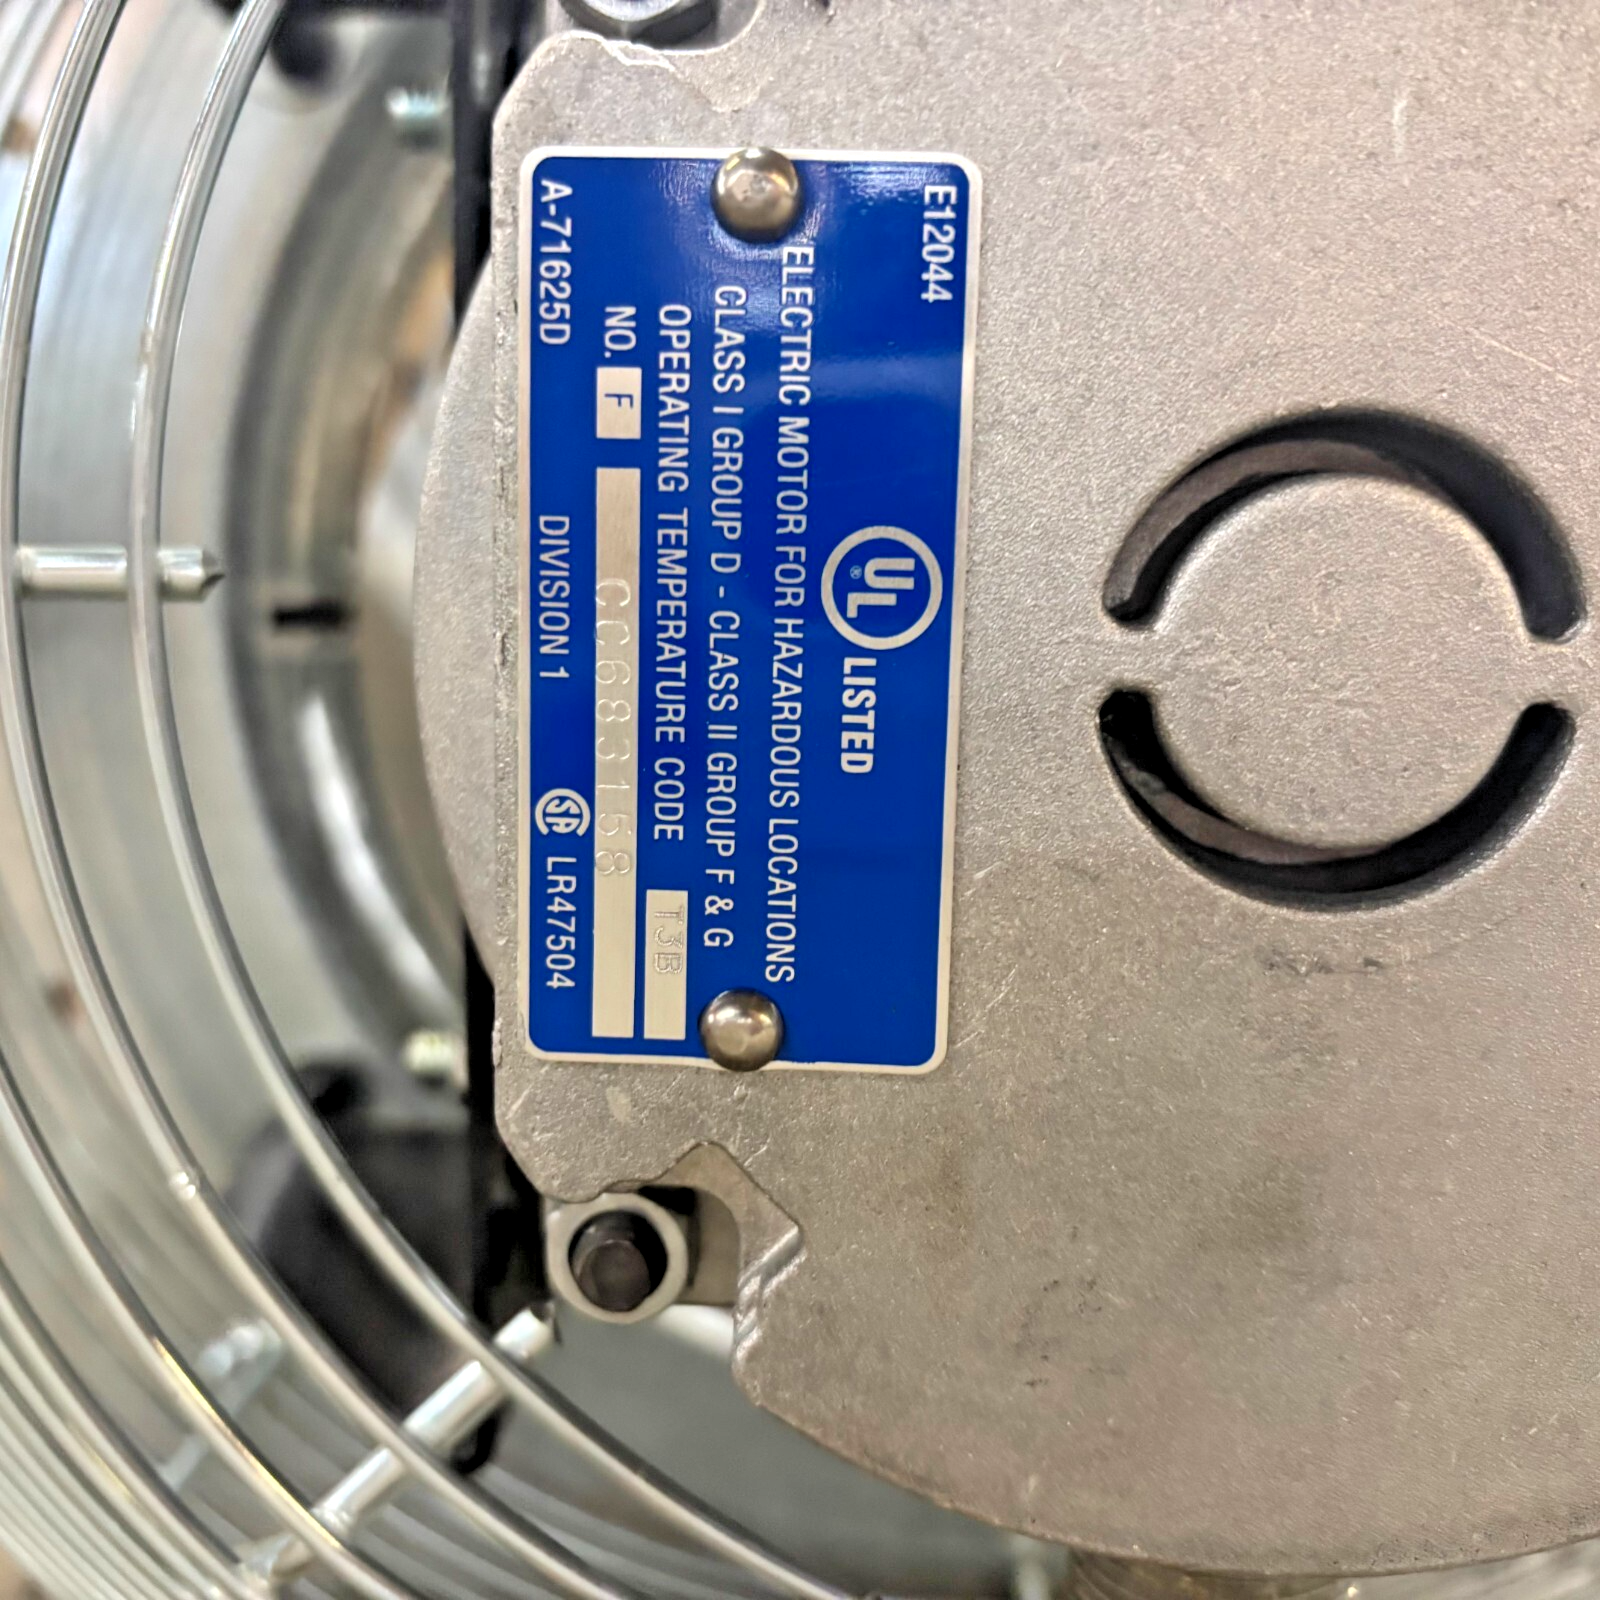 E12044
UL® LISTED
ELECTRIC MOTOR FOR HAZARDOUS LOCATIONS
CLASS I GROUP D - CLASS II GROUP F & G
OPERATING TEMPERATURE CODE T3B
NO. F CC683158
A-71625D DIVISION 1 SA LR47504